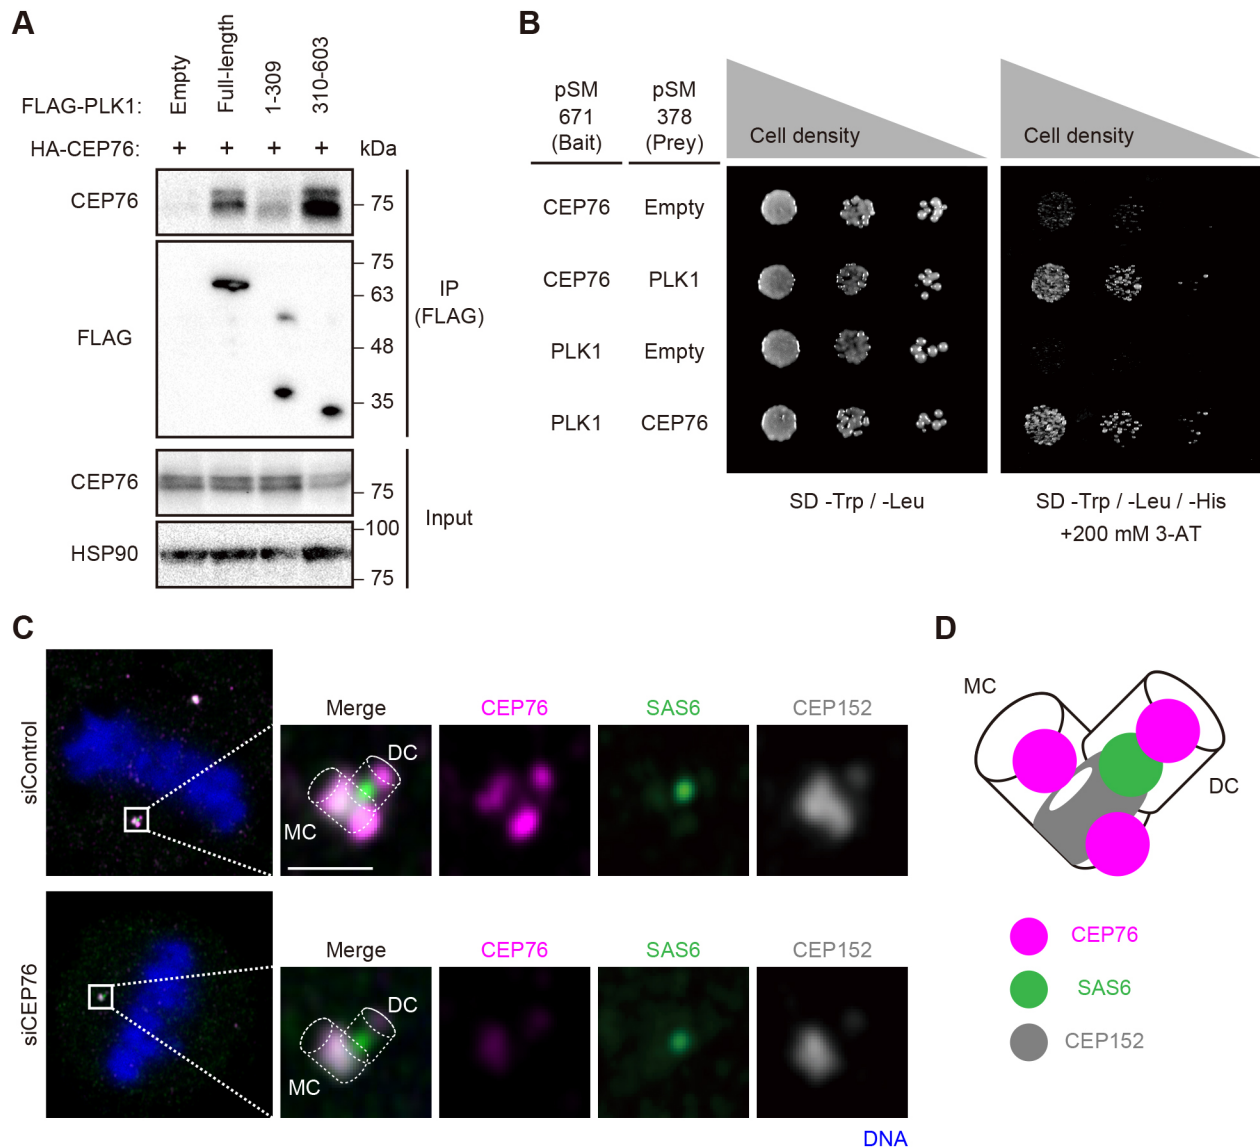 A
FLAG-PLK1:
Empty
Full-length
1-309
310-603
HA-CEP76:
+ + + +
kDa
CEP76
75
FLAG
75
63
48
35
IP
(FLAG)
CEP76
75
HSP90
100
75
Input
B
pSM
671
(Bait)
pSM
378
(Prey)
Cell density
Cell density
CEP76 Empty
CEP76 PLK1
PLK1 Empty
PLK1 CEP76
SD -Trp / -Leu
SD -Trp / -Leu / -His
+200 mM 3-AT
C
siControl
Merge
CEP76
SAS6
CEP152
DC
MC
siCEP76
Merge
CEP76
SAS6
CEP152
DC
MC
DNA
D
MC
DC
CEP76
SAS6
CEP152